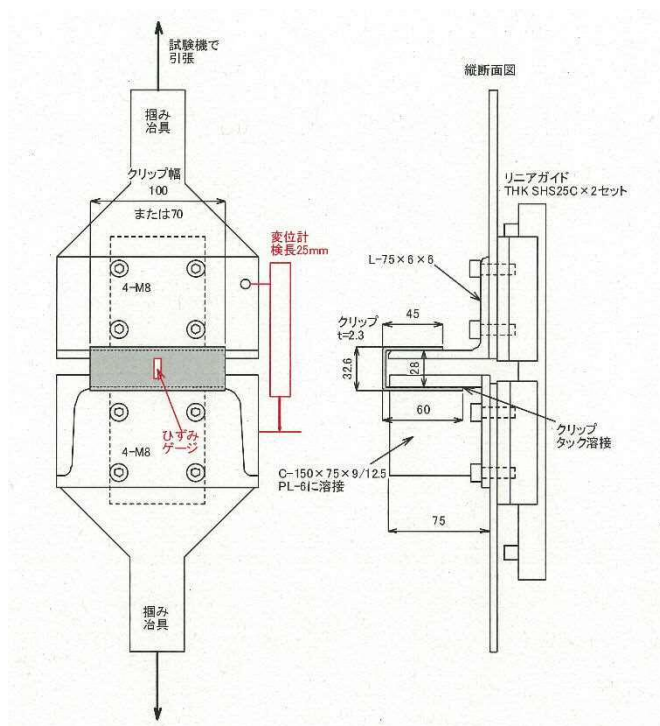 試験機で
引張
掴み
冶具
クリップ幅
100
または70
変位計
検長25mm
4-M8
ひずみ
ゲージ
4-M8
掴み
冶具
縦断面図
リニアガイド
THK SHS25C×2セット
L-75×6×6
45
クリップ
t=2.3
32.6
28
60
クリップ
タック溶接
C-150×75×9/12.5
PL-6に溶接
75